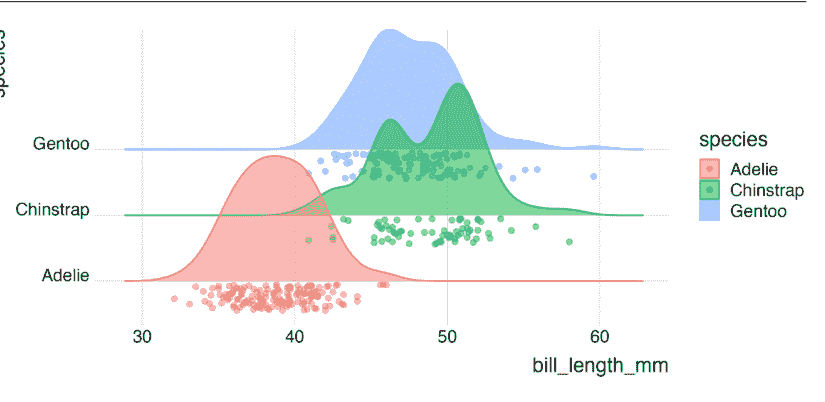 species
Gentoo
Chinstrap
Adelie
30 40 50 60
bill_length_mm
species
Adelie
Chinstrap
Gentoo